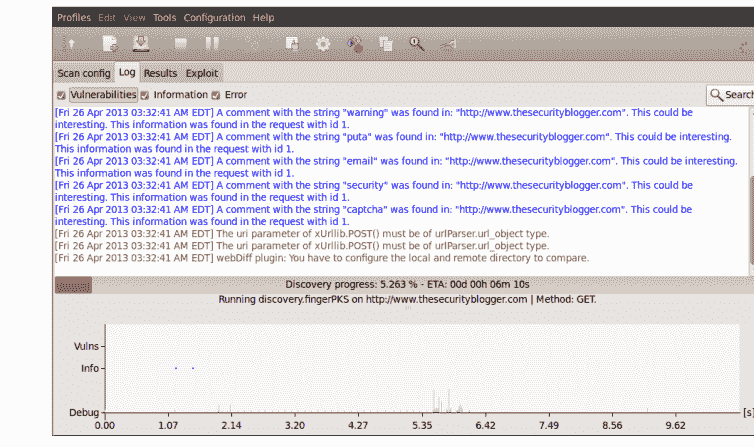 Profiles Edit View Tools Configuration Help
Scan config Log Results Exploit
Vulnerabilities Information Error Search
[Fri 26 Apr 2013 03:32:41 AM EDT] A comment with the string "warning" was found in: "http://www.thesecurityblogger.com". This could be
interesting. This information was found in the request with id 1.
[Fri 26 Apr 2013 03:32:41 AM EDT] A comment with the string "puta" was found in: "http://www.thesecurityblogger.com". This could be interesting.
This information was found in the request with id 1.
[Fri 26 Apr 2013 03:32:41 AM EDT] A comment with the string "email" was found in: "http://www.thesecurityblogger.com". This could be interesting.
This information was found in the request with id 1.
[Fri 26 Apr 2013 03:32:41 AM EDT] A comment with the string "security" was found in: "http://www.thesecurityblogger.com". This could be
interesting. This information was found in the request with id 1.
[Fri 26 Apr 2013 03:32:41 AM EDT] A comment with the string "captcha" was found in: "http://www.thesecurityblogger.com". This could be
interesting. This information was found in the request with id 1.
[Fri 26 Apr 2013 03:32:41 AM EDT] The uri parameter of xUrllib.POST() must be of urlParser.url_object type.
[Fri 26 Apr 2013 03:32:41 AM EDT] The uri parameter of xUrllib.POST() must be of urlParser.url_object type.
[Fri 26 Apr 2013 03:32:41 AM EDT] webDiff plugin: You have to configure the local and remote directory to compare.
Discovery progress: 5.263 % - ETA: 00d 00h 06m 10s
Running discovery.fingerPKS on http://www.thesecurityblogger.com | Method: GET.
Vulns
Info
Debug
0.00 1.07 2.14 3.20 4.27 5.35 6.42 7.49 8.56 9.62 [s]